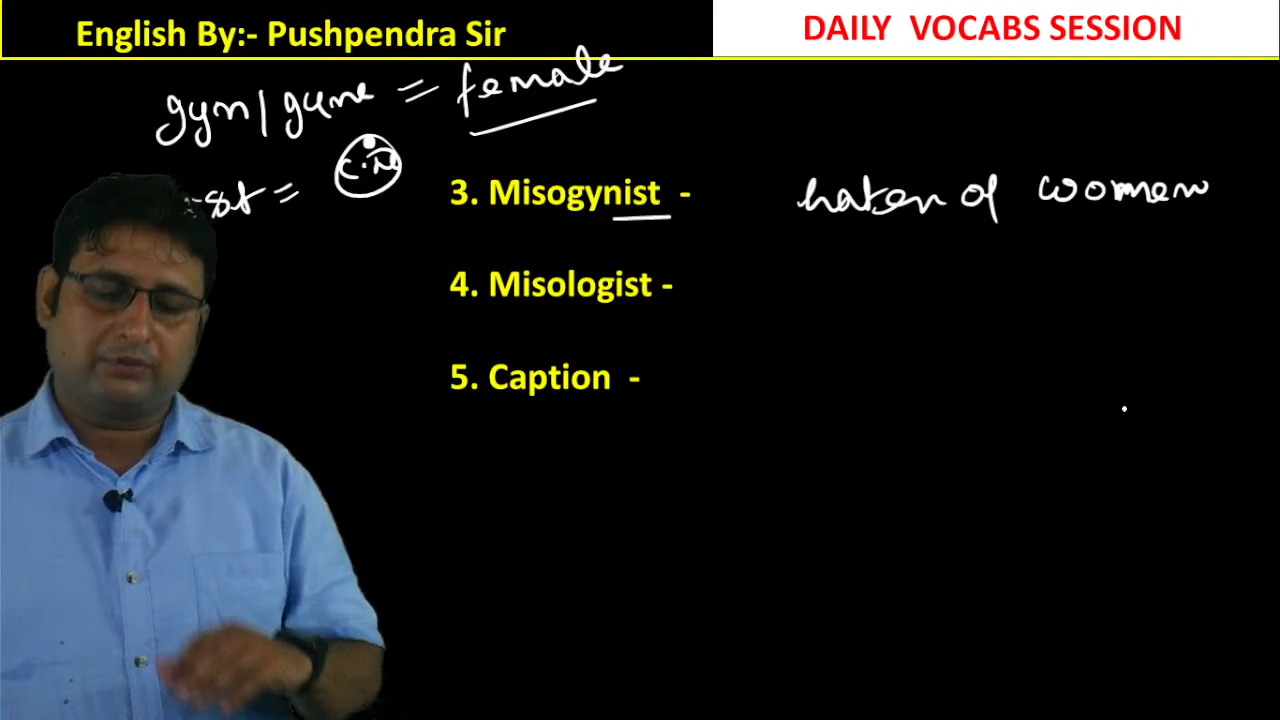 English By:- Pushpendra Sir
DAILY VOCABS SESSION
gyn/gyne = female
-st =
3. Misogynist - hater of women
4. Misologist -
5. Caption -